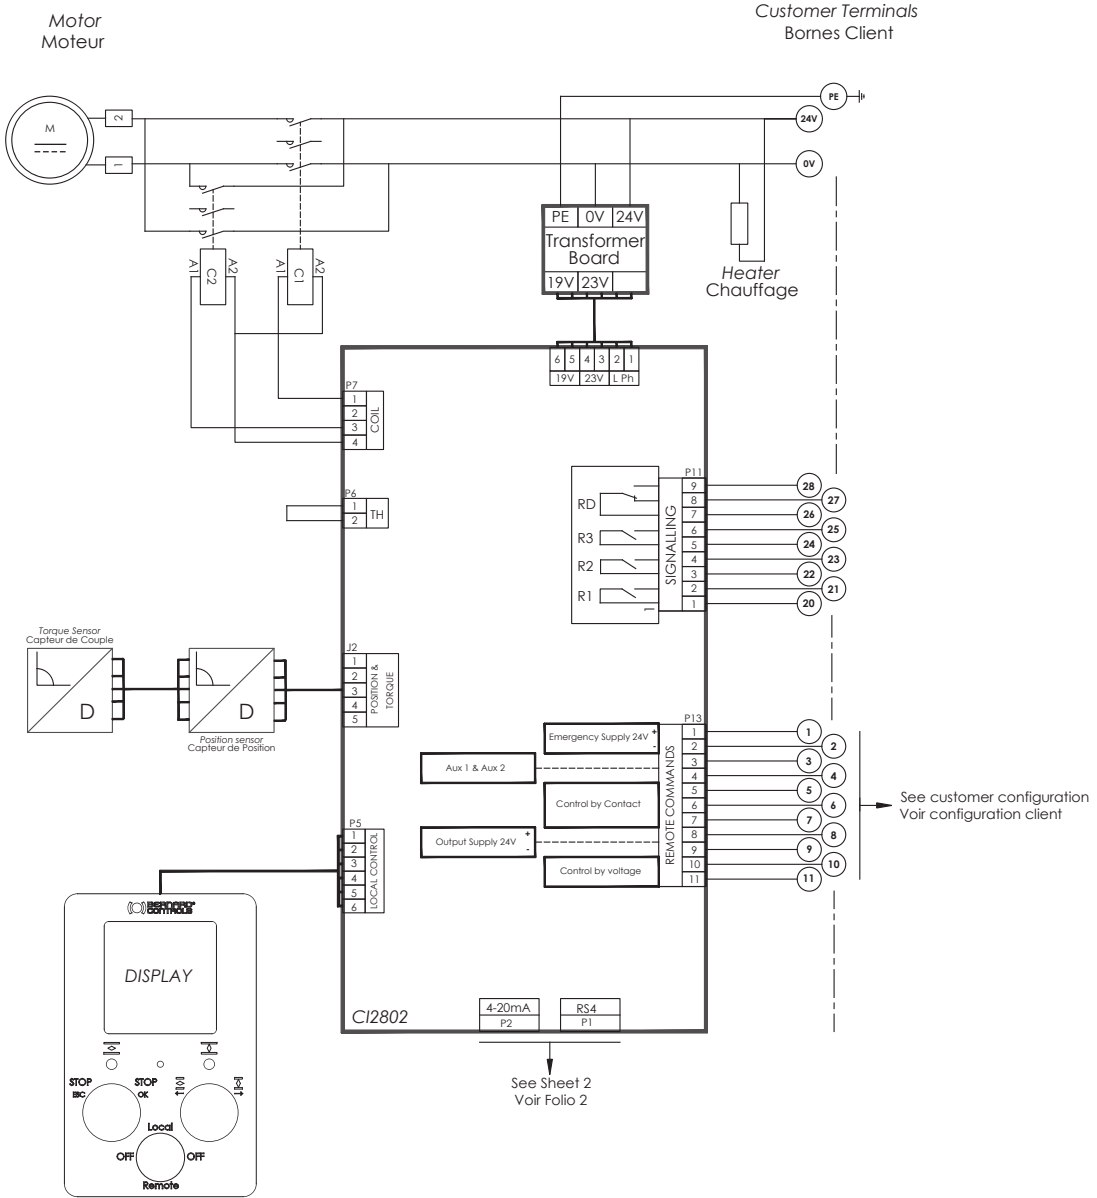 Motor
Moteur
Customer Terminals
Bornes Client
M
2
1
PE
24V
0V
PE 0V 24V
Transformer
Board
19V 23V
Heater
Chauffage
A1 C2 A2
A1 C1 A2
6 5 4 3 2 1
19V 23V L Ph
P7
1
2
3
4
COIL
P6
1
2
TH
P11
9
8
7
6
5
4
3
2
1
SIGNALLING
RD
R3
R2
R1
28
27
26
25
24
23
22
21
20
Torque Sensor
Capteur de Couple
D
D
Position sensor
Capteur de Position
J2
1
2
3
4
5
POSITION &
TORQUE
P13
1
2
3
4
5
6
7
8
9
10
11
REMOTE COMMANDS
Emergency Supply 24V + -
Aux 1 & Aux 2
Control by Contact
Output Supply 24V + -
Control by voltage
1
2
3
4
5
6
7
8
9
10
11
See customer configuration
Voir configuration client
P5
1
2
3
4
5
6
LOCAL CONTROL
BERNARD®
CONTROLS
DISPLAY
STOP
ESC
STOP
OK
Local
OFF OFF
Remote
CI2802
4-20mA
P2
RS4
P1
See Sheet 2
Voir Folio 2